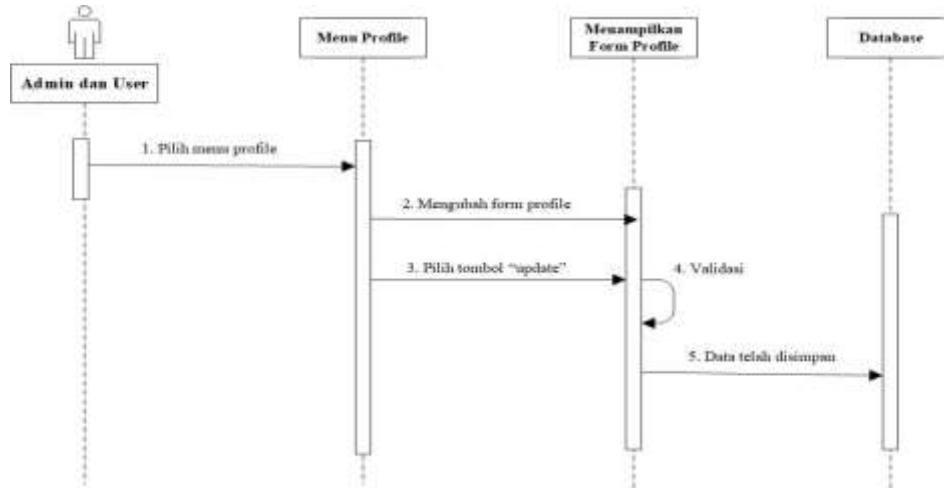 Admin dan User
Menu Profile
Menampilkan
Form Profile
Database
1. Pilih menu profile
2. Mengubah form profile
3. Pilih tombol “update”
4. Validasi
5. Data telah disimpan